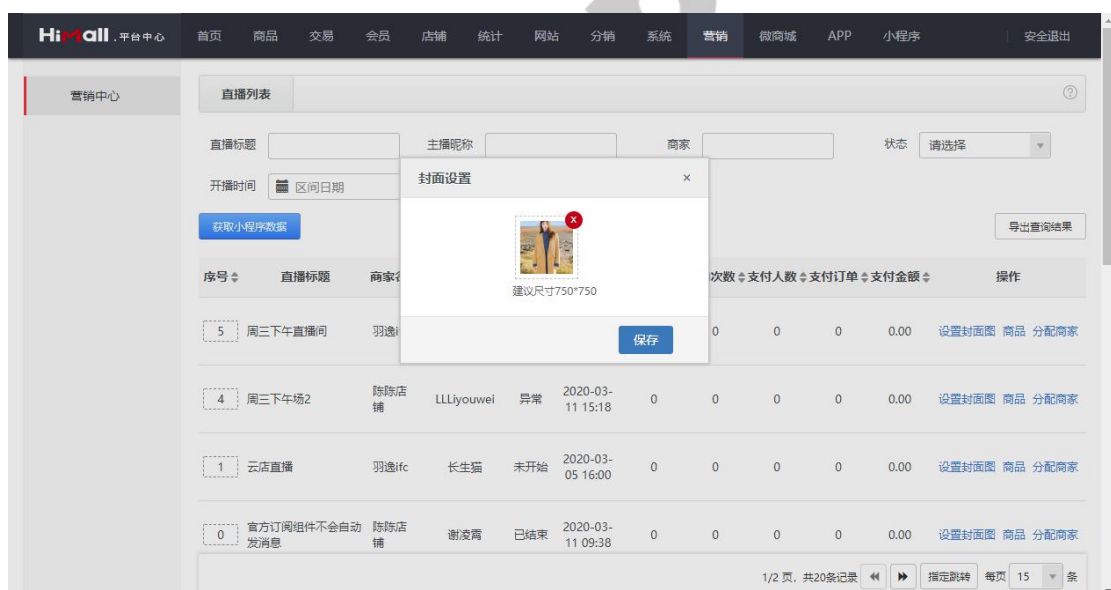 HiMall.平台中心 首页 商品 交易 会员 店铺 统计 网站 分销 系统 营销 微商城 APP 小程序 安全退出
营销中心
直播列表
直播标题 主播昵称 商家 状态 请选择
开播时间 区间日期
获取小程序数据 导出查询结果
封面设置 ×
建议尺寸750*750
保存
序号 直播标题 商家 次数 支付人数 支付订单 支付金额 操作
5 周三下午直播间 羽逸i 0 0 0 0.00 设置封面图 商品 分配商家
4 周三下午场2 陈陈店铺 LLLiyouwei 异常 2020-03-11 15:18 0 0 0 0 0.00 设置封面图 商品 分配商家
1 云店直播 羽逸ifc 长生猫 未开始 2020-03-05 16:00 0 0 0 0 0.00 设置封面图 商品 分配商家
0 官方订阅组件不会自动发消息 陈陈店铺 谢凌霄 已结束 2020-03-11 09:38 0 0 0 0 0.00 设置封面图 商品 分配商家
1/2 页, 共20条记录 指定跳转 每页 15 条